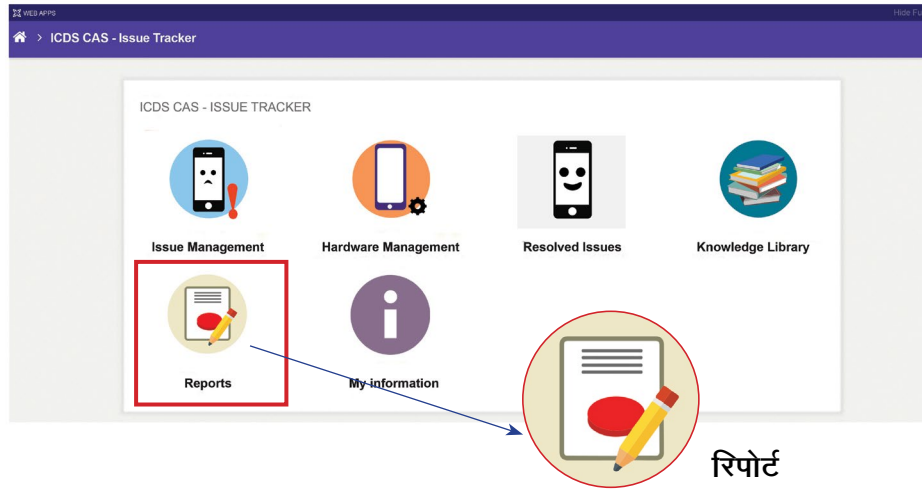 WEB APPS
Hide Fu
> ICDS CAS - Issue Tracker
ICDS CAS - ISSUE TRACKER
Issue Management
Hardware Management
Resolved Issues
Knowledge Library
Reports
My information
रिपोर्ट